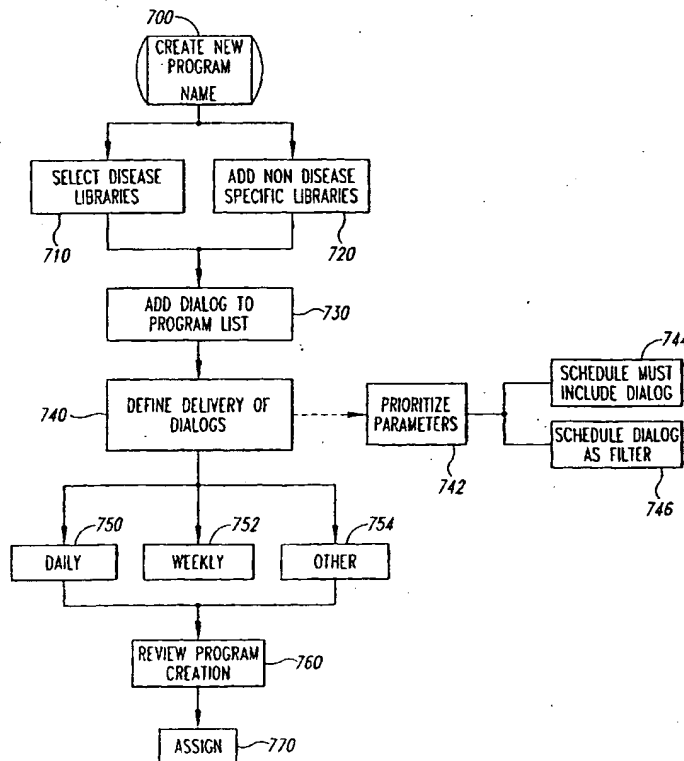 700
CREATE NEW
PROGRAM
NAME
SELECT DISEASE
LIBRARIES
710
ADD NON DISEASE
SPECIFIC LIBRARIES
720
ADD DIALOG TO
PROGRAM LIST
730
740
DEFINE DELIVERY OF
DIALOGS
PRIORITIZE
PARAMETERS
742
744
SCHEDULE MUST
INCLUDE DIALOG
SCHEDULE DIALOG
AS FILTER
746
750
DAILY
752
WEEKLY
754
OTHER
REVIEW PROGRAM
CREATION
760
ASSIGN
770